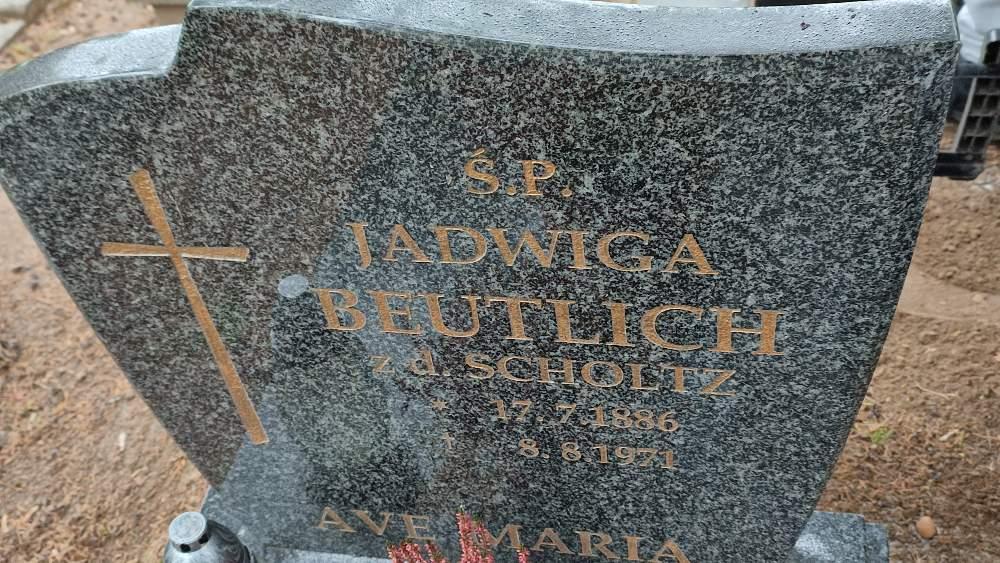 Ś.P.
JADWIGA
BEUTLICH
z d. SCHOLTZ
* 17.7.1886
† 8.8.1971
AVE MARIA